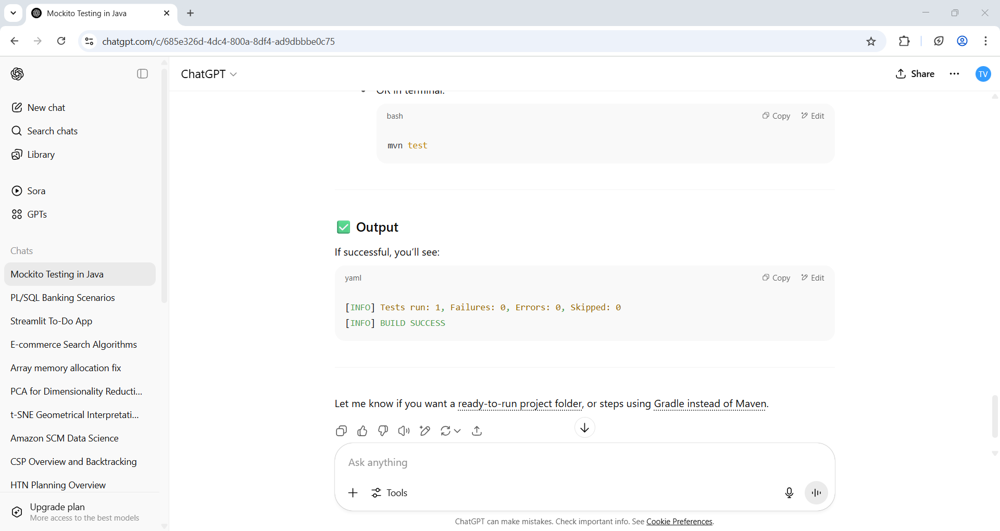 Mockito Testing in Java
chatgpt.com/c/685e326d-4dc4-800a-8df4-ad9dbbbe0c75
New chat
Search chats
Library
Sora
GPTs
Chats
Mockito Testing in Java
PL/SQL Banking Scenarios
Streamlit To-Do App
E-commerce Search Algorithms
Array memory allocation fix
PCA for Dimensionality Reducti...
t-SNE Geometrical Interpretati...
Amazon SCM Data Science
CSP Overview and Backtracking
HTN Planning Overview
Upgrade plan
More access to the best models
ChatGPT
Share
TV
OR in terminal:
bash
Copy
Edit
mvn test
Output
If successful, you’ll see:
yaml
Copy
Edit
[INFO] Tests run: 1, Failures: 0, Errors: 0, Skipped: 0
[INFO] BUILD SUCCESS
Let me know if you want a ready-to-run project folder, or steps using Gradle instead of Maven.
Ask anything
Tools
ChatGPT can make mistakes. Check important info. See Cookie Preferences.